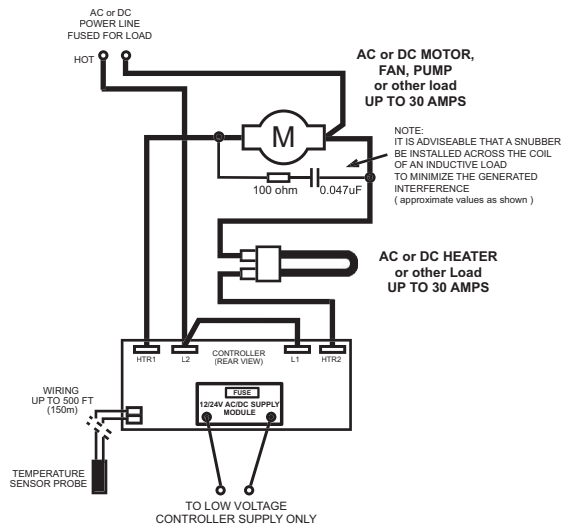 AC or DC
POWER LINE
FUSED FOR LOAD
HOT
AC or DC MOTOR,
FAN, PUMP
or other load
UP TO 30 AMPS
M
NOTE:
IT IS ADVISEABLE THAT A SNUBBER
BE INSTALLED ACROSS THE COIL
OF AN INDUCTIVE LOAD
TO MINIMIZE THE GENERATED
INTERFERENCE
( approximate values as shown )
100 ohm
0.047uF
AC or DC HEATER
or other Load
UP TO 30 AMPS
HTR1
L2
CONTROLLER
(REAR VIEW)
L1
HTR2
FUSE
12/24V AC/DC SUPPLY
MODULE
WIRING
UP TO 500 FT
(150m)
TEMPERATURE
SENSOR PROBE
TO LOW VOLTAGE
CONTROLLER SUPPLY ONLY